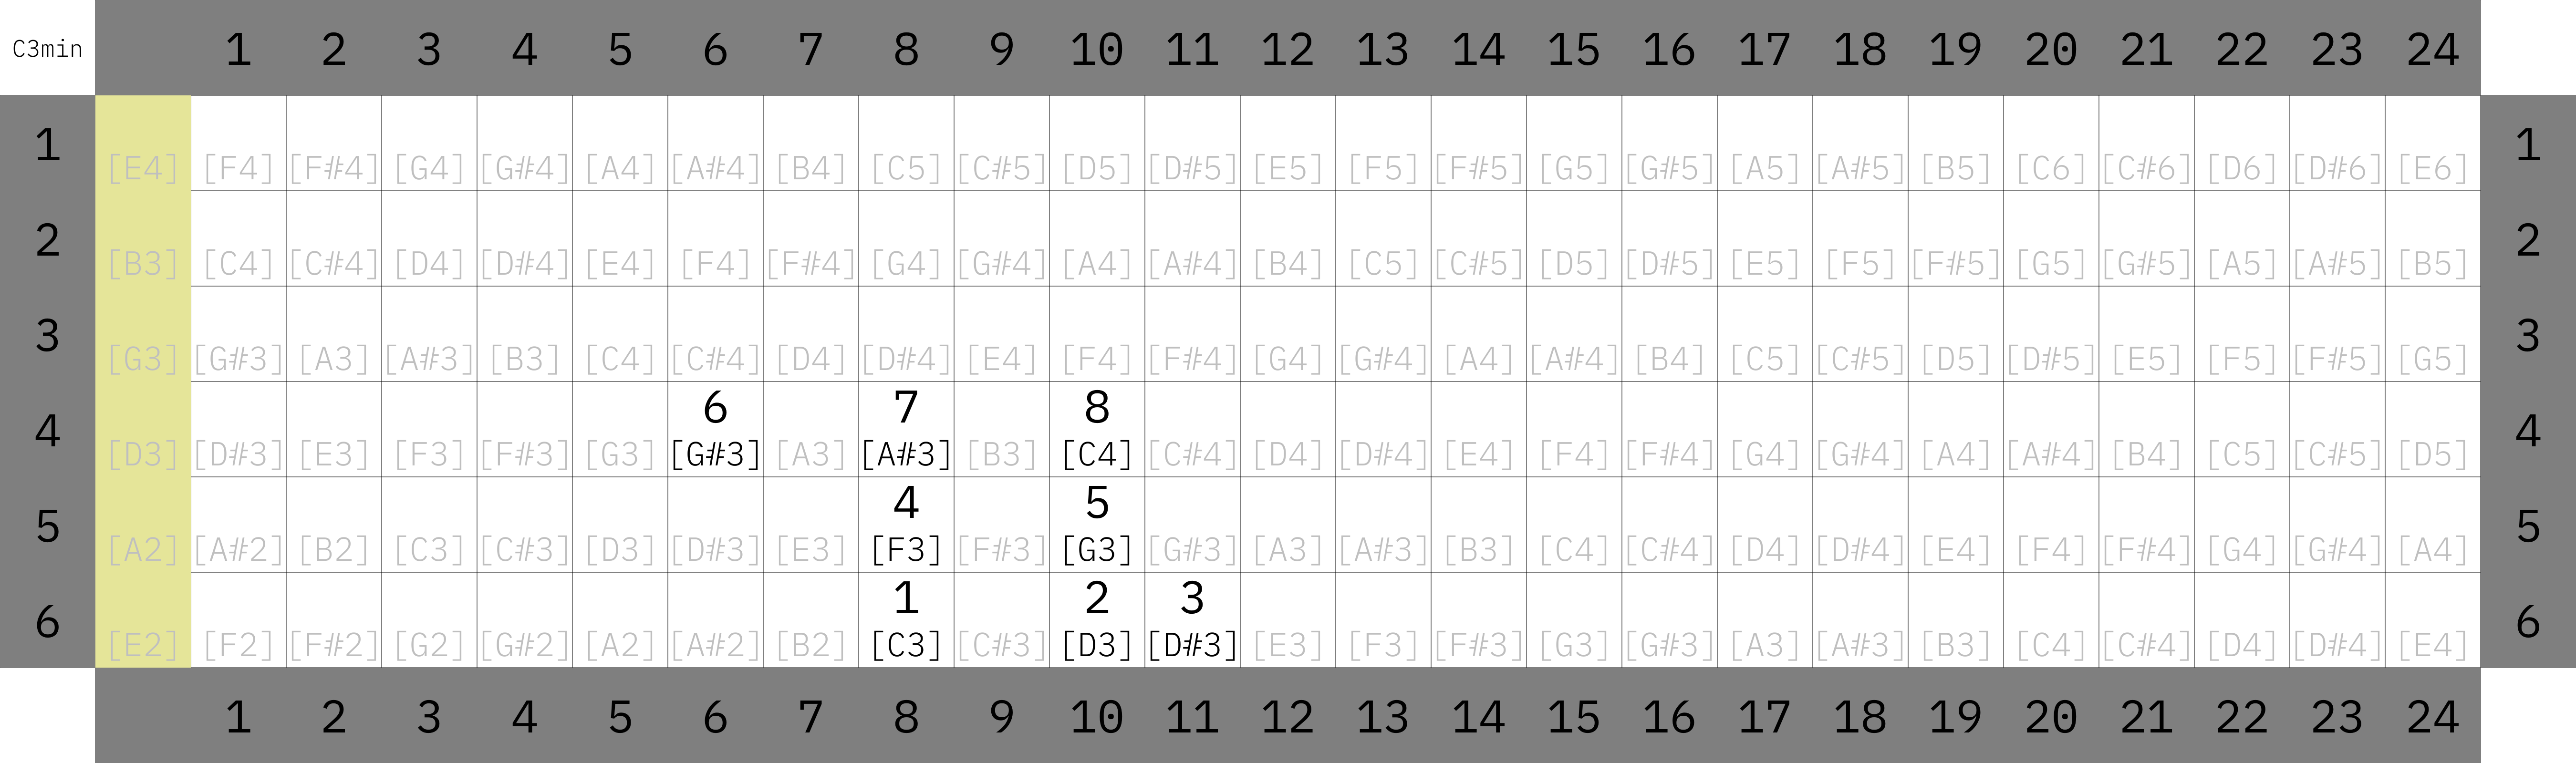 C3min 1 2 3 4 5 6 7 8 9 10 11 12 13 14 15 16 17 18 19 20 21 22 23 24
1 [E4] [F4] [F#4] [G4] [G#4] [A4] [A#4] [B4] [C5] [C#5] [D5] [D#5] [E5] [F5] [F#5] [G5] [G#5] [A5] [A#5] [B5] [C6] [C#6] [D6] [D#6] [E6] 1
2 [B3] [C4] [C#4] [D4] [D#4] [E4] [F4] [F#4] [G4] [G#4] [A4] [A#4] [B4] [C5] [C#5] [D5] [D#5] [E5] [F5] [F#5] [G5] [G#5] [A5] [A#5] [B5] 2
3 [G3] [G#3] [A3] [A#3] [B3] [C4] [C#4] [D4] [D#4] [E4] [F4] [F#4] [G4] [G#4] [A4] [A#4] [B4] [C5] [C#5] [D5] [D#5] [E5] [F5] [F#5] [G5] 3
6 7 8
4 [D3] [D#3] [E3] [F3] [F#3] [G3] [G#3] [A3] [A#3] [B3] [C4] [C#4] [D4] [D#4] [E4] [F4] [F#4] [G4] [G#4] [A4] [A#4] [B4] [C5] [C#5] [D5] 4
4 5
5 [A2] [A#2] [B2] [C3] [C#3] [D3] [D#3] [E3] [F3] [F#3] [G3] [G#3] [A3] [A#3] [B3] [C4] [C#4] [D4] [D#4] [E4] [F4] [F#4] [G4] [G#4] [A4] 5
1 2 3
6 [E2] [F2] [F#2] [G2] [G#2] [A2] [A#2] [B2] [C3] [C#3] [D3] [D#3] [E3] [F3] [F#3] [G3] [G#3] [A3] [A#3] [B3] [C4] [C#4] [D4] [D#4] [E4] 6
1 2 3 4 5 6 7 8 9 10 11 12 13 14 15 16 17 18 19 20 21 22 23 24